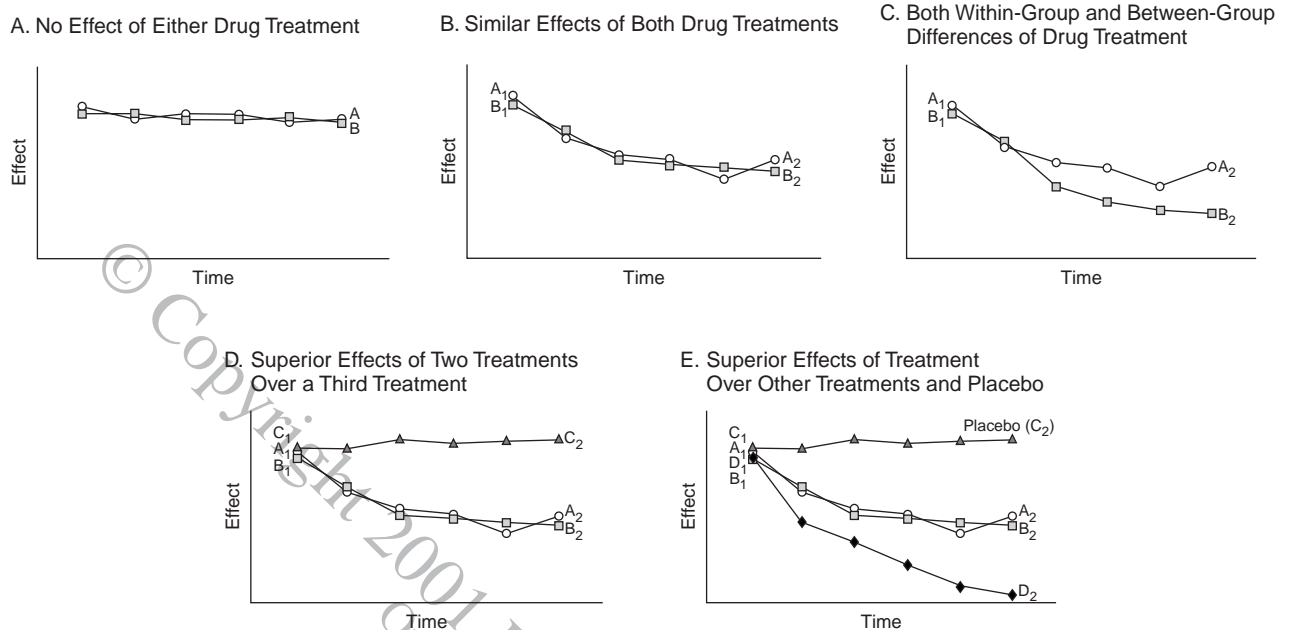 A. No Effect of Either Drug Treatment
Effect
A
B
Time
B. Similar Effects of Both Drug Treatments
Effect
A1
B1
A2
B2
Time
C. Both Within-Group and Between-Group
Differences of Drug Treatment
Effect
A1
B1
A2
B2
Time
D. Superior Effects of Two Treatments
Over a Third Treatment
Effect
C1
A1
B1
C2
A2
B2
Time
E. Superior Effects of Treatment
Over Other Treatments and Placebo
Effect
C1
A1
D1
B1
Placebo (C2)
A2
B2
D2
Time
© Copyright 2001